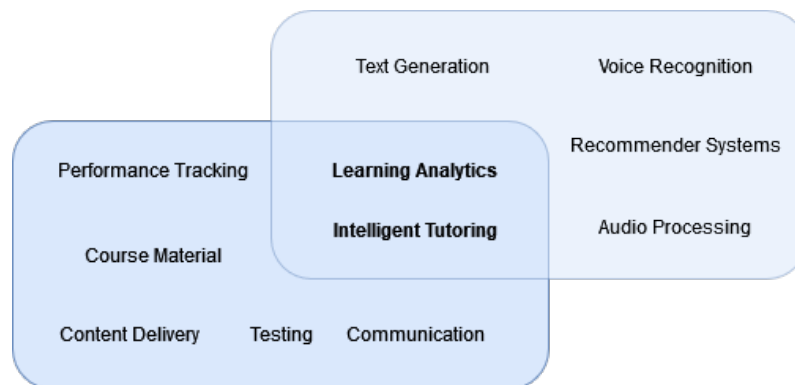 Text Generation
Voice Recognition
Recommender Systems
Performance Tracking
Learning Analytics
Intelligent Tutoring
Audio Processing
Course Material
Content Delivery
Testing
Communication